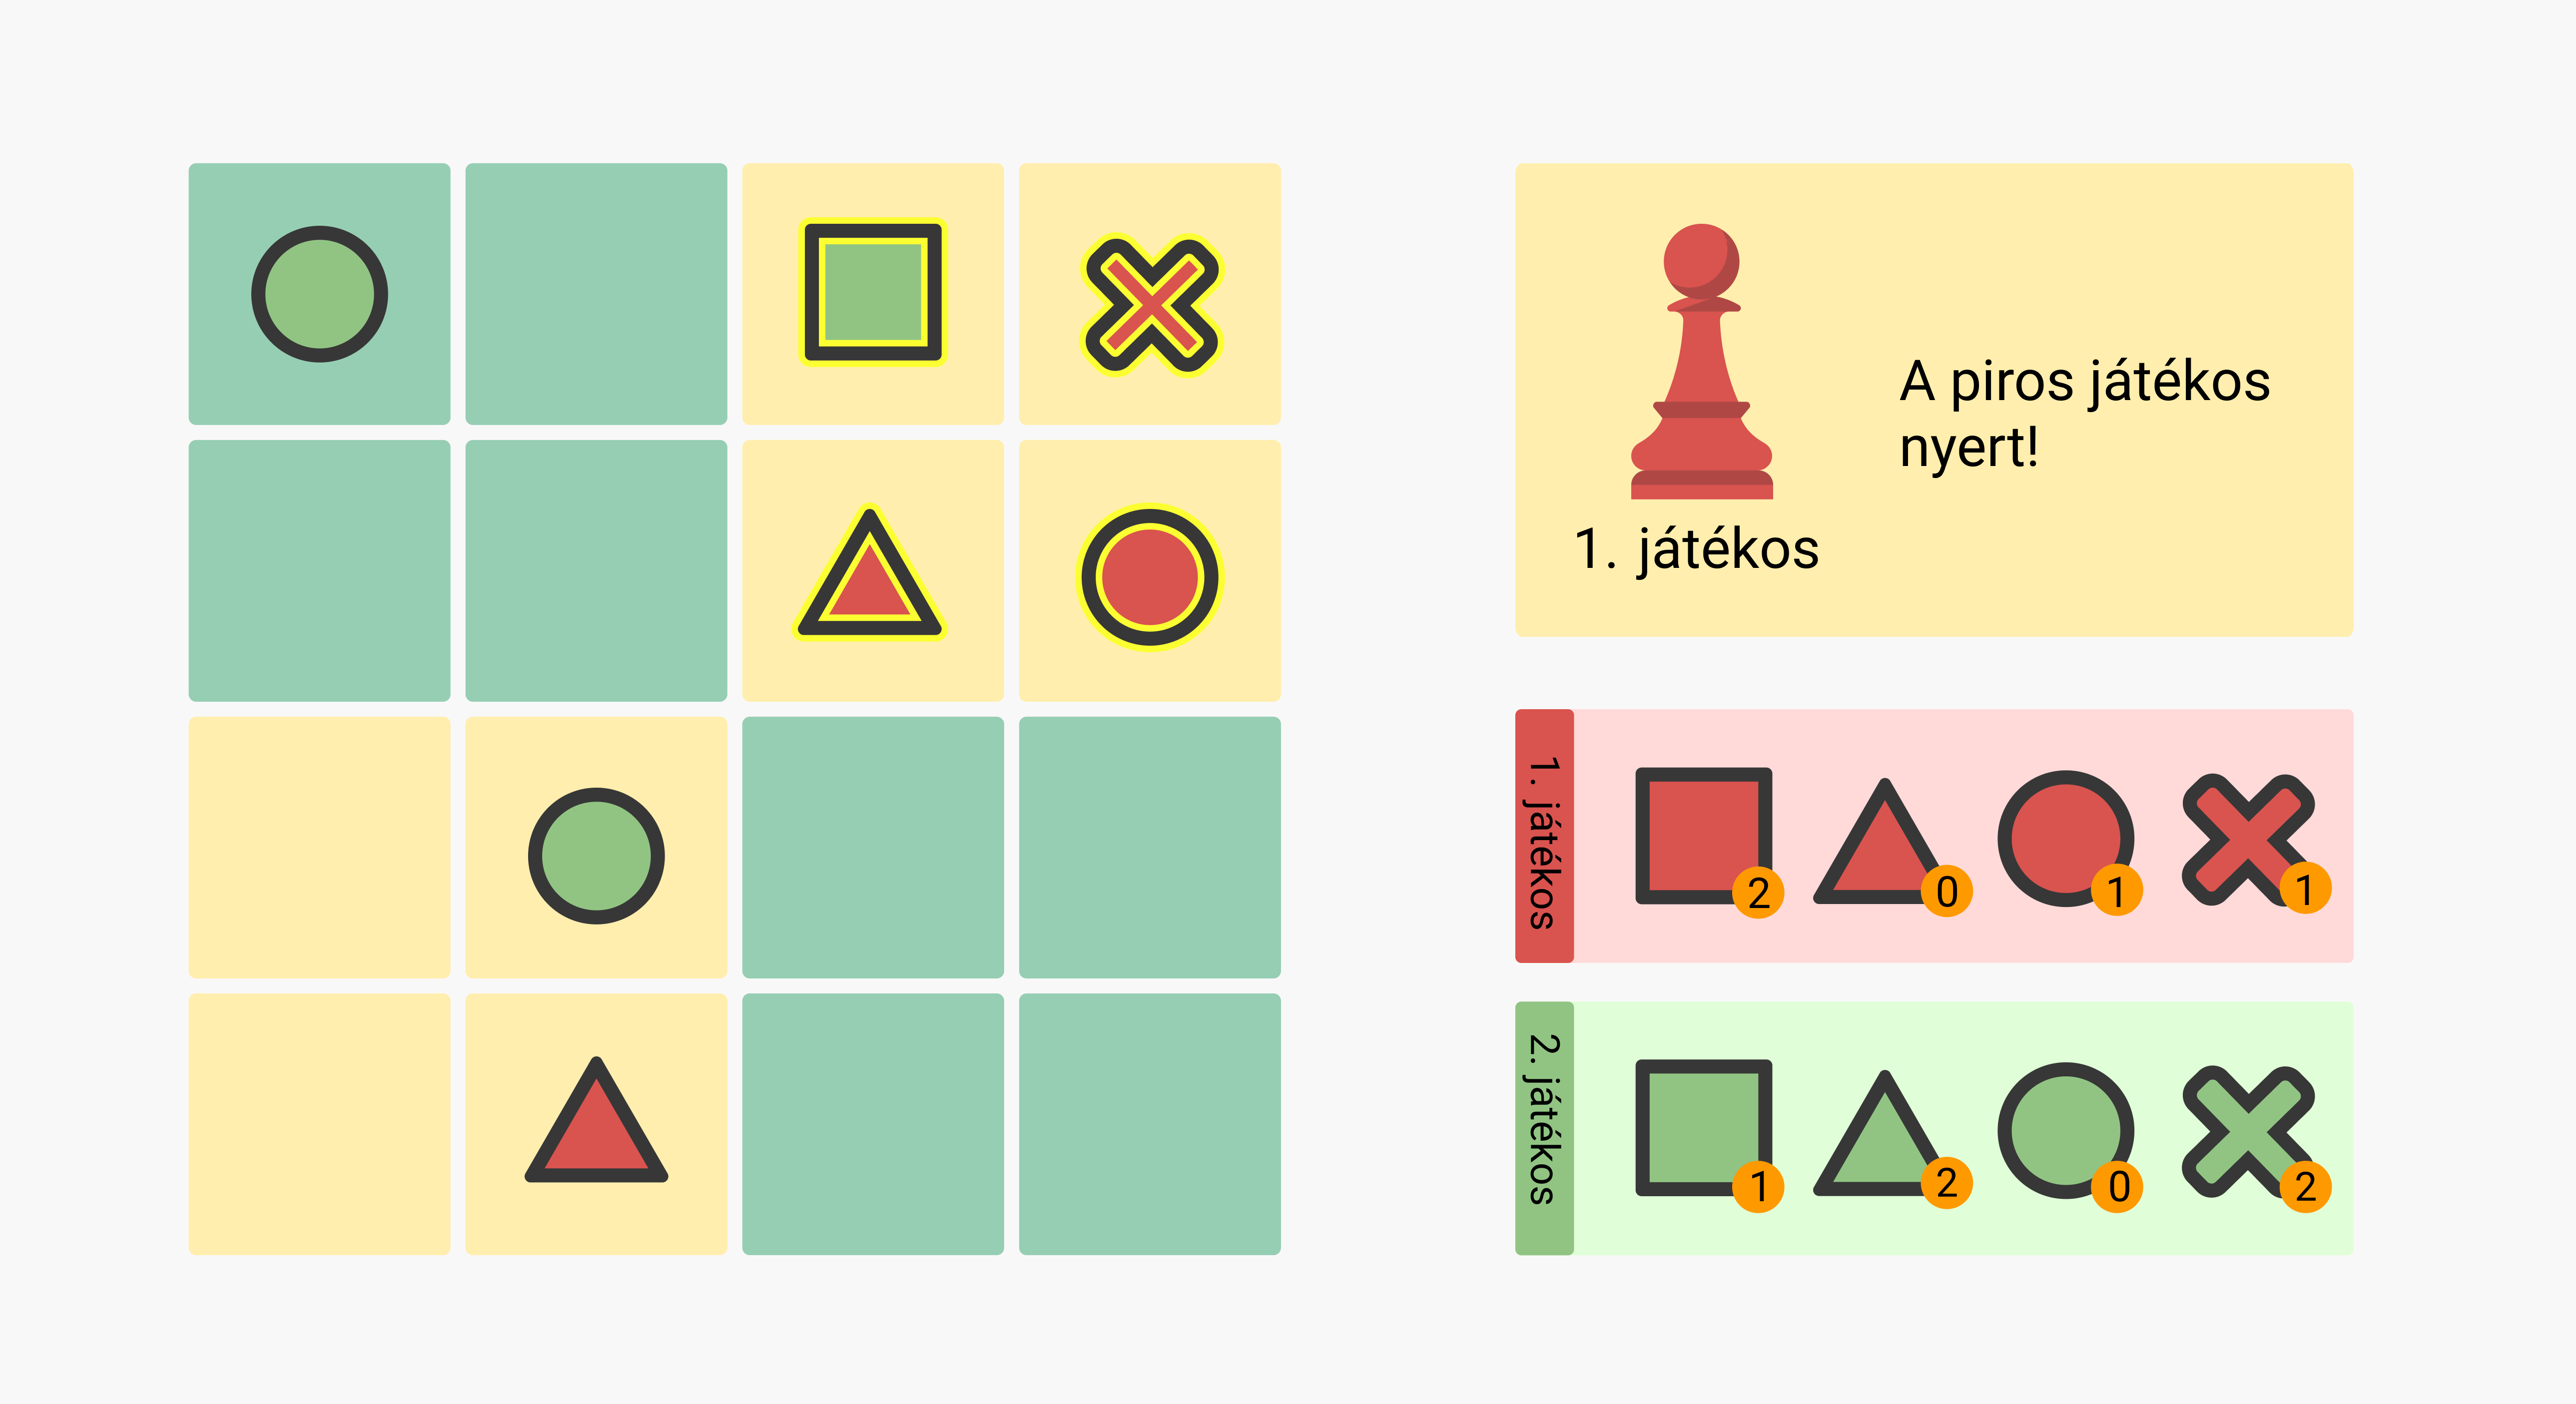 A piros játékos
nyert!
1. játékos
1. játékos
2 0 1 1
2. játékos
1 2 0 2